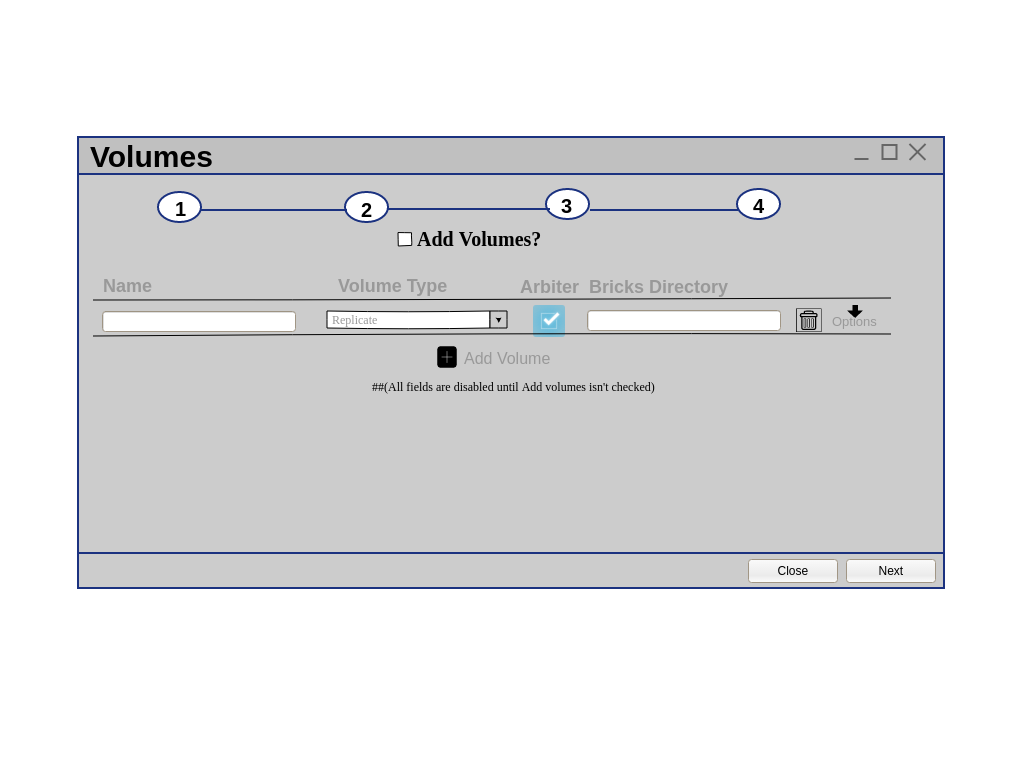 Volumes
1 2 3 4
Add Volumes?
Name Volume Type Arbiter Bricks Directory
Replicate Options
Add Volume
##(All fields are disabled until Add volumes isn't checked)
Close Next